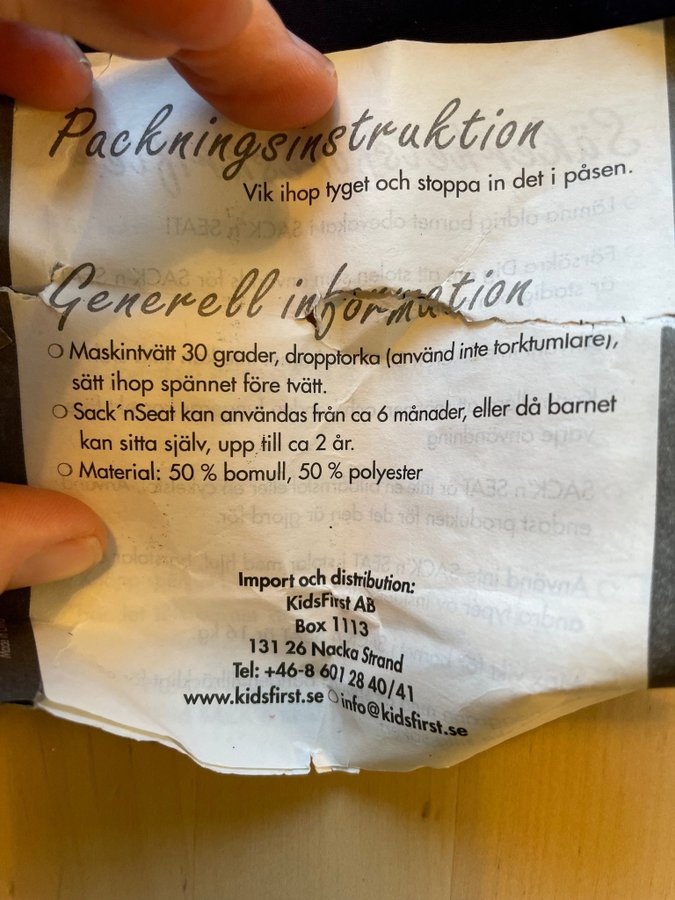 Packningsinstruktion
Vik ihop tyget och stoppa in det i påsen.
Generell information
○ Maskintvätt 30 grader, dropptorka (använd inte torktumlare),
sätt ihop spännet före tvätt.
○ Sack´nSeat kan användas från ca 6 månader, eller då barnet
kan sitta själv, upp till ca 2 år.
○ Material: 50 % bomull, 50 % polyester
Import och distribution:
KidsFirst AB
Box 1113
131 26 Nacka Strand
Tel: +46-8 601 28 40/41
www.kidsfirst.se ○ info@kidsfirst.se